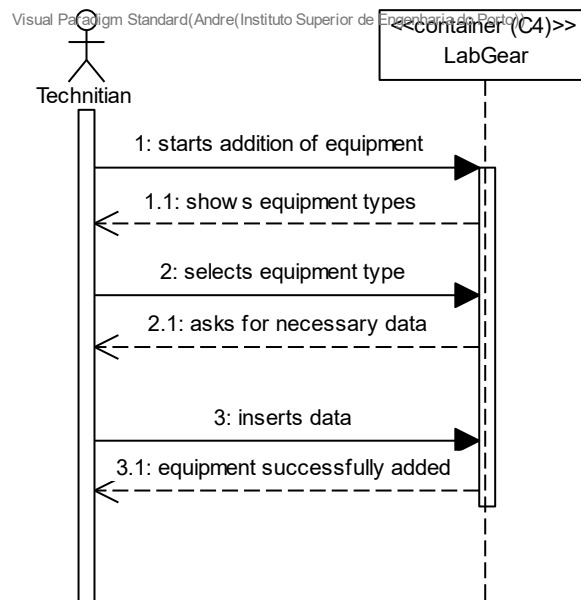 Visual Paradigm Standard(Andre(Instituto Superior de Engenharia do Porto))
<<container (C4)>>
LabGear
Technitian
1: starts addition of equipment
1.1: shows equipment types
2: selects equipment type
2.1: asks for necessary data
3: inserts data
3.1: equipment successfully added